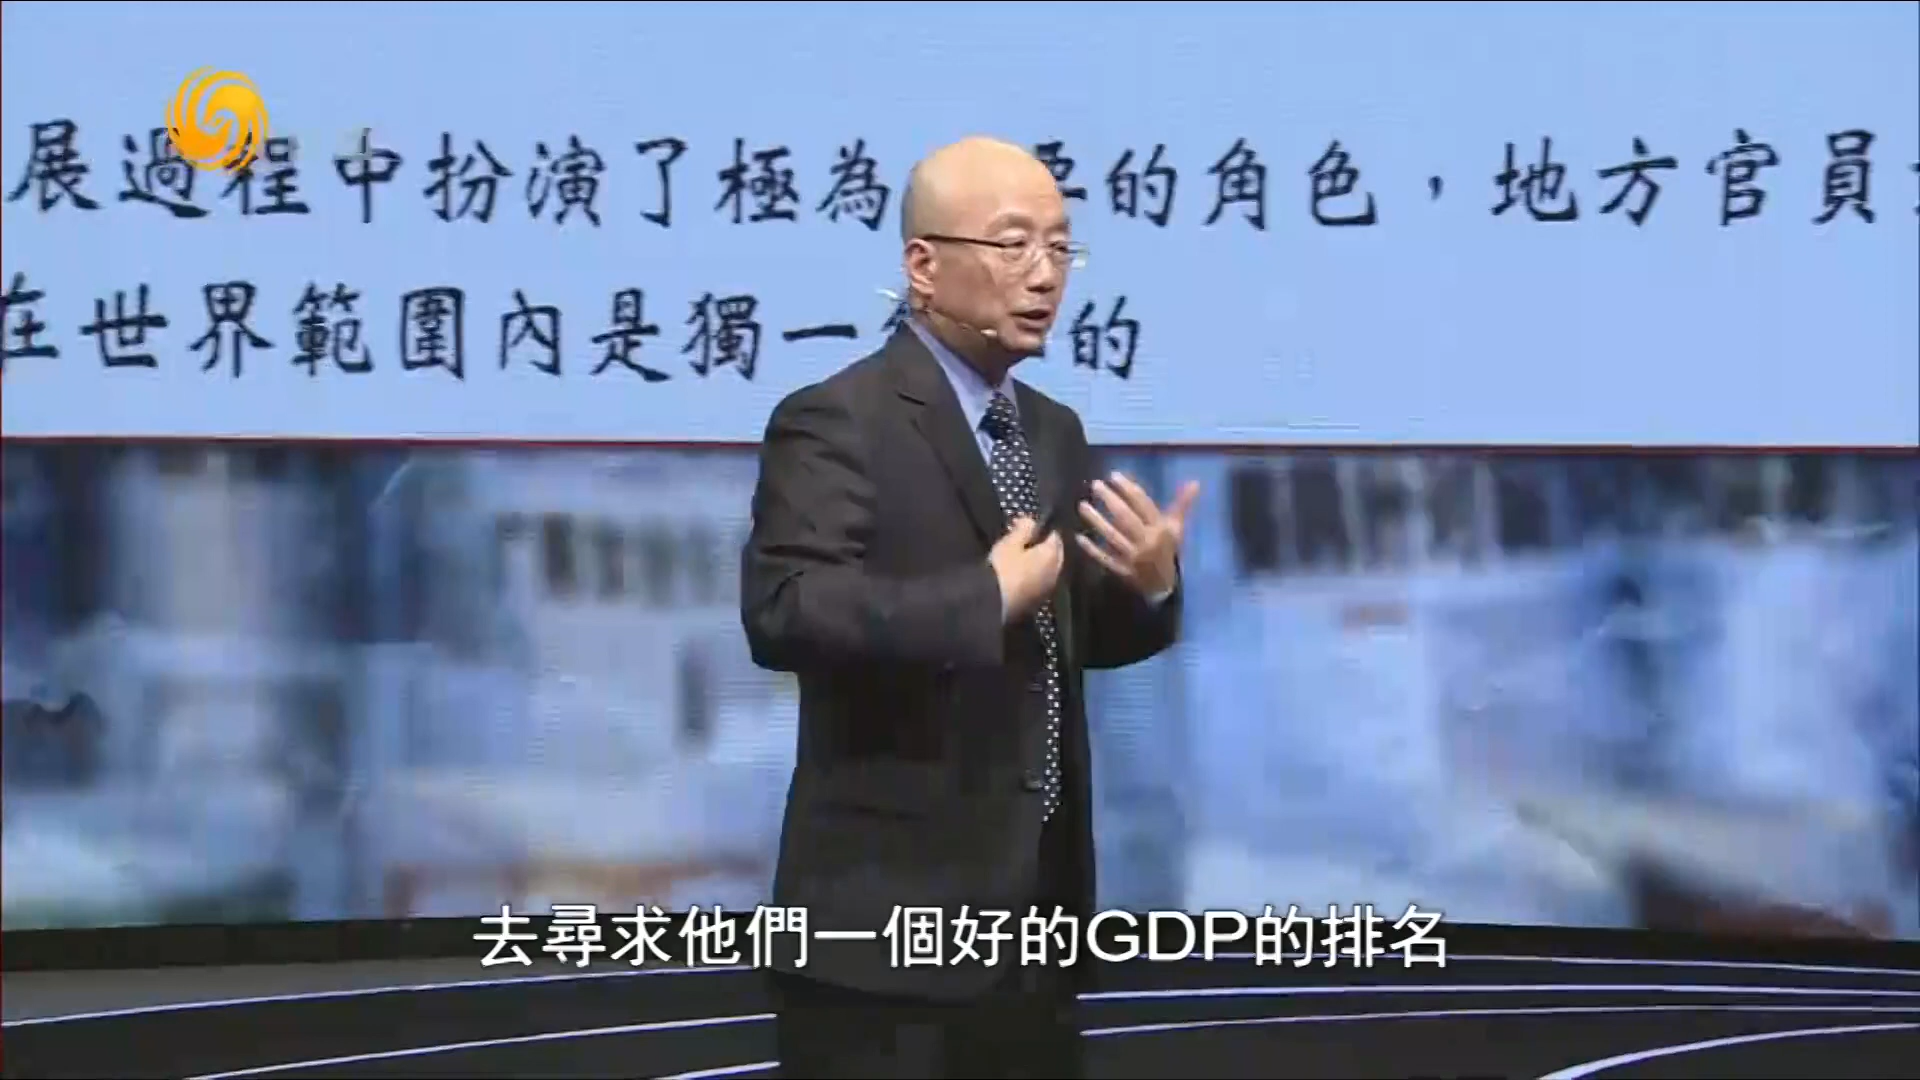 展過程中扮演了極為要的角色，地方官員
在世界範圍內是獨一的
去尋求他們一個好的GDP的排名